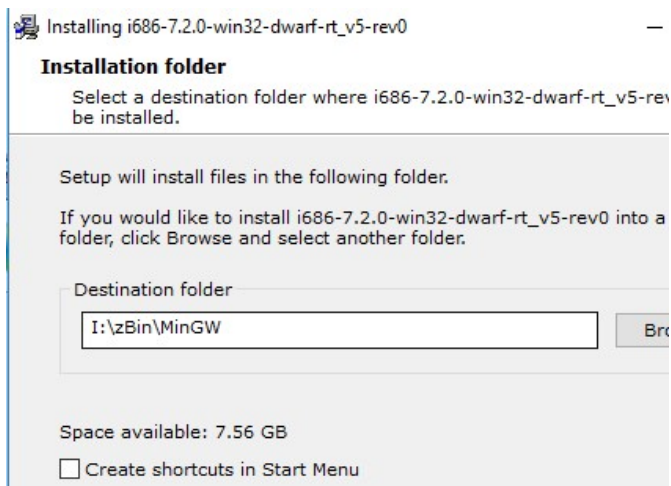 Installing i686-7.2.0-win32-dwarf-rt_v5-rev0
Installation folder
Select a destination folder where i686-7.2.0-win32-dwarf-rt_v5-rev
be installed.
Setup will install files in the following folder.
If you would like to install i686-7.2.0-win32-dwarf-rt_v5-rev0 into a
folder, click Browse and select another folder.
Destination folder
I:\zBin\MinGW
Bro
Space available: 7.56 GB
Create shortcuts in Start Menu